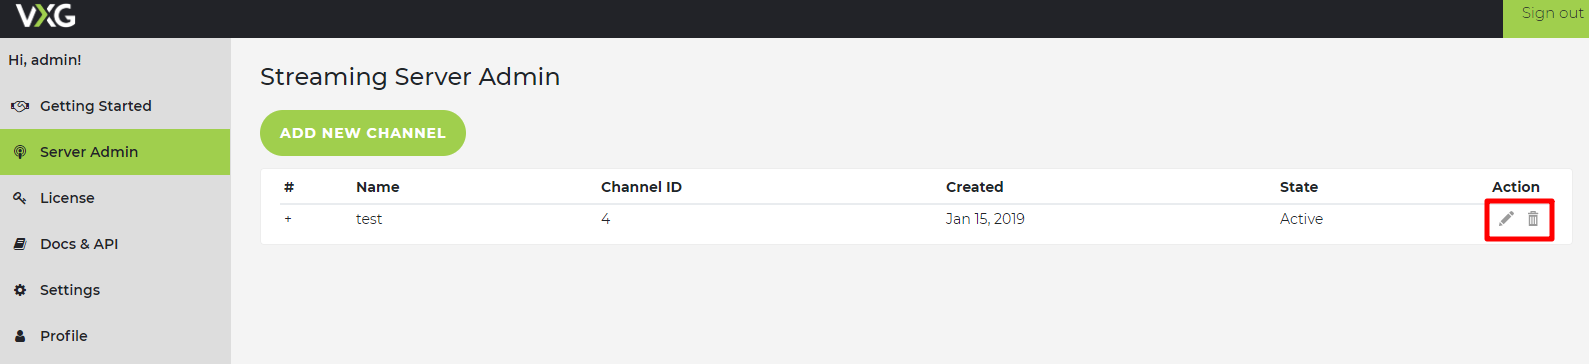 VXG
Sign out
Hi, admin!
Getting Started
Server Admin
License
Docs & API
Settings
Profile
Streaming Server Admin
ADD NEW CHANNEL
# Name Channel ID Created State Action
+ test 4 Jan 15, 2019 Active